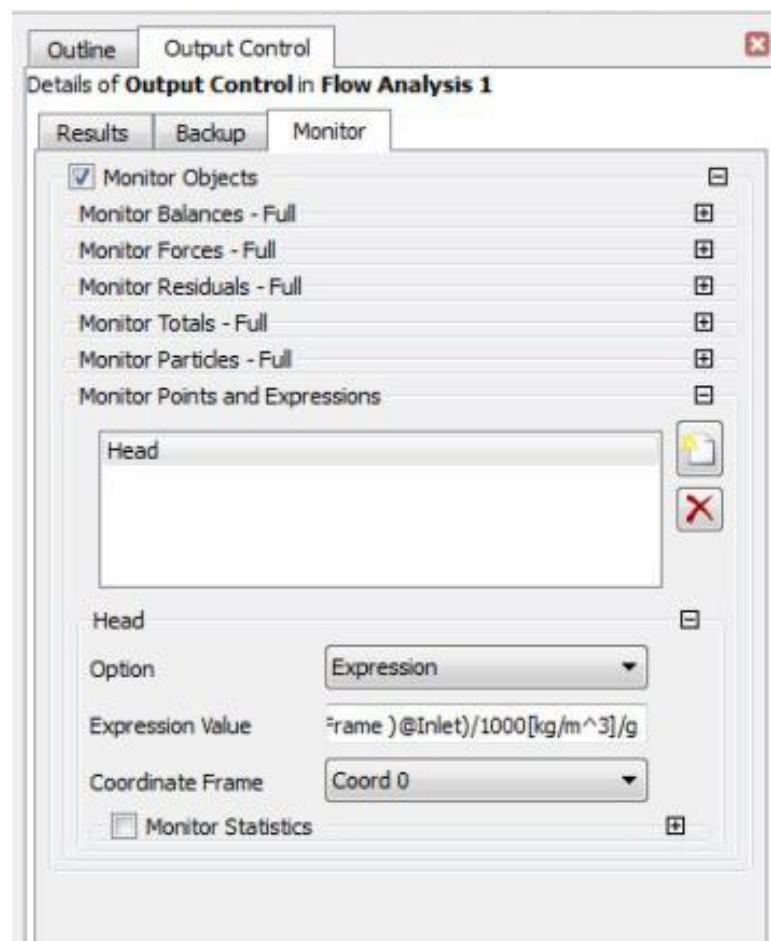 Outline Output Control
Details of Output Control in Flow Analysis 1
Results Backup Monitor
Monitor Objects
Monitor Balances - Full
Monitor Forces - Full
Monitor Residuals - Full
Monitor Totals - Full
Monitor Particles - Full
Monitor Points and Expressions
Head
Head
Option Expression
Expression Value Frame )@Inlet)/1000[kg/m^3]/g
Coordinate Frame Coord 0
Monitor Statistics